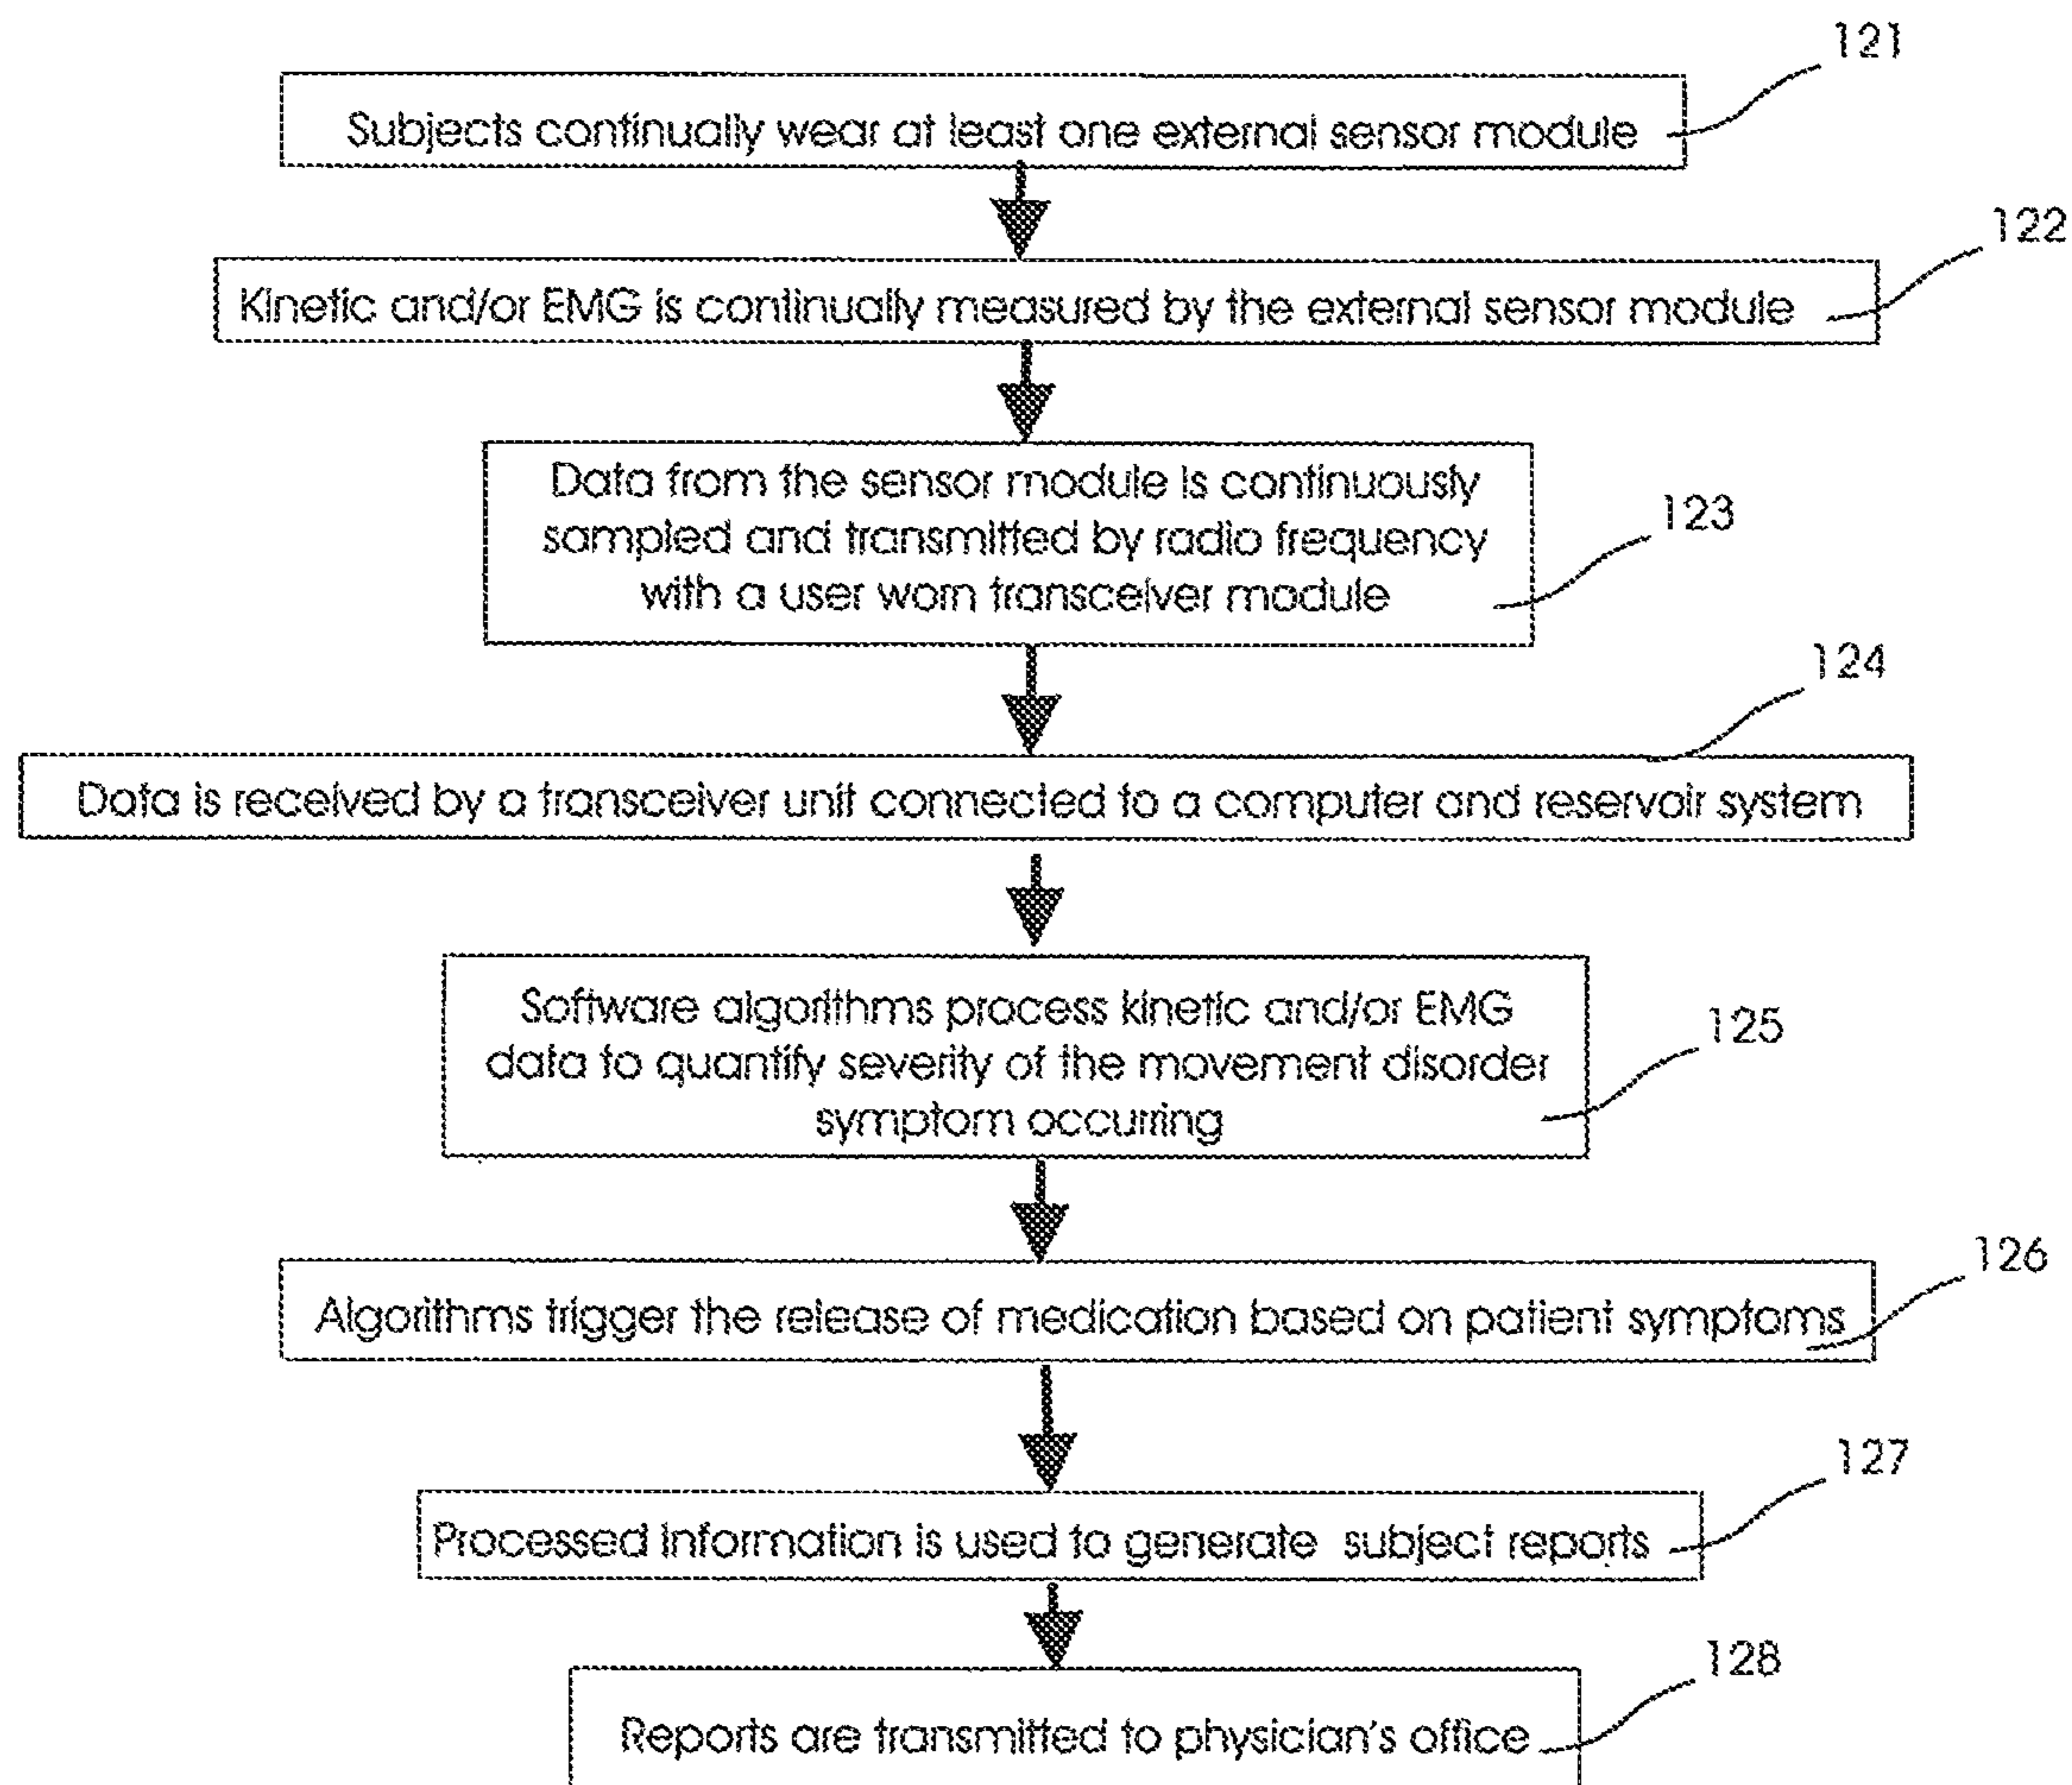 121
Subjects continually wear at least one external sensor module
122
Kinetic and/or EMG is continually measured by the external sensor module
Data from the sensor module is continuously
sampled and transmitted by radio frequency
with a user worn transceiver module
123
124
Data is received by a transceiver unit connected to a computer and reservoir system
Software algorithms process kinetic and/or EMG
data to quantify severity of the movement disorder
symptom occurring
125
126
Algorithms trigger the release of medication based on patient symptoms
127
Processed information is used to generate subject reports
128
Reports are transmitted to physician's office